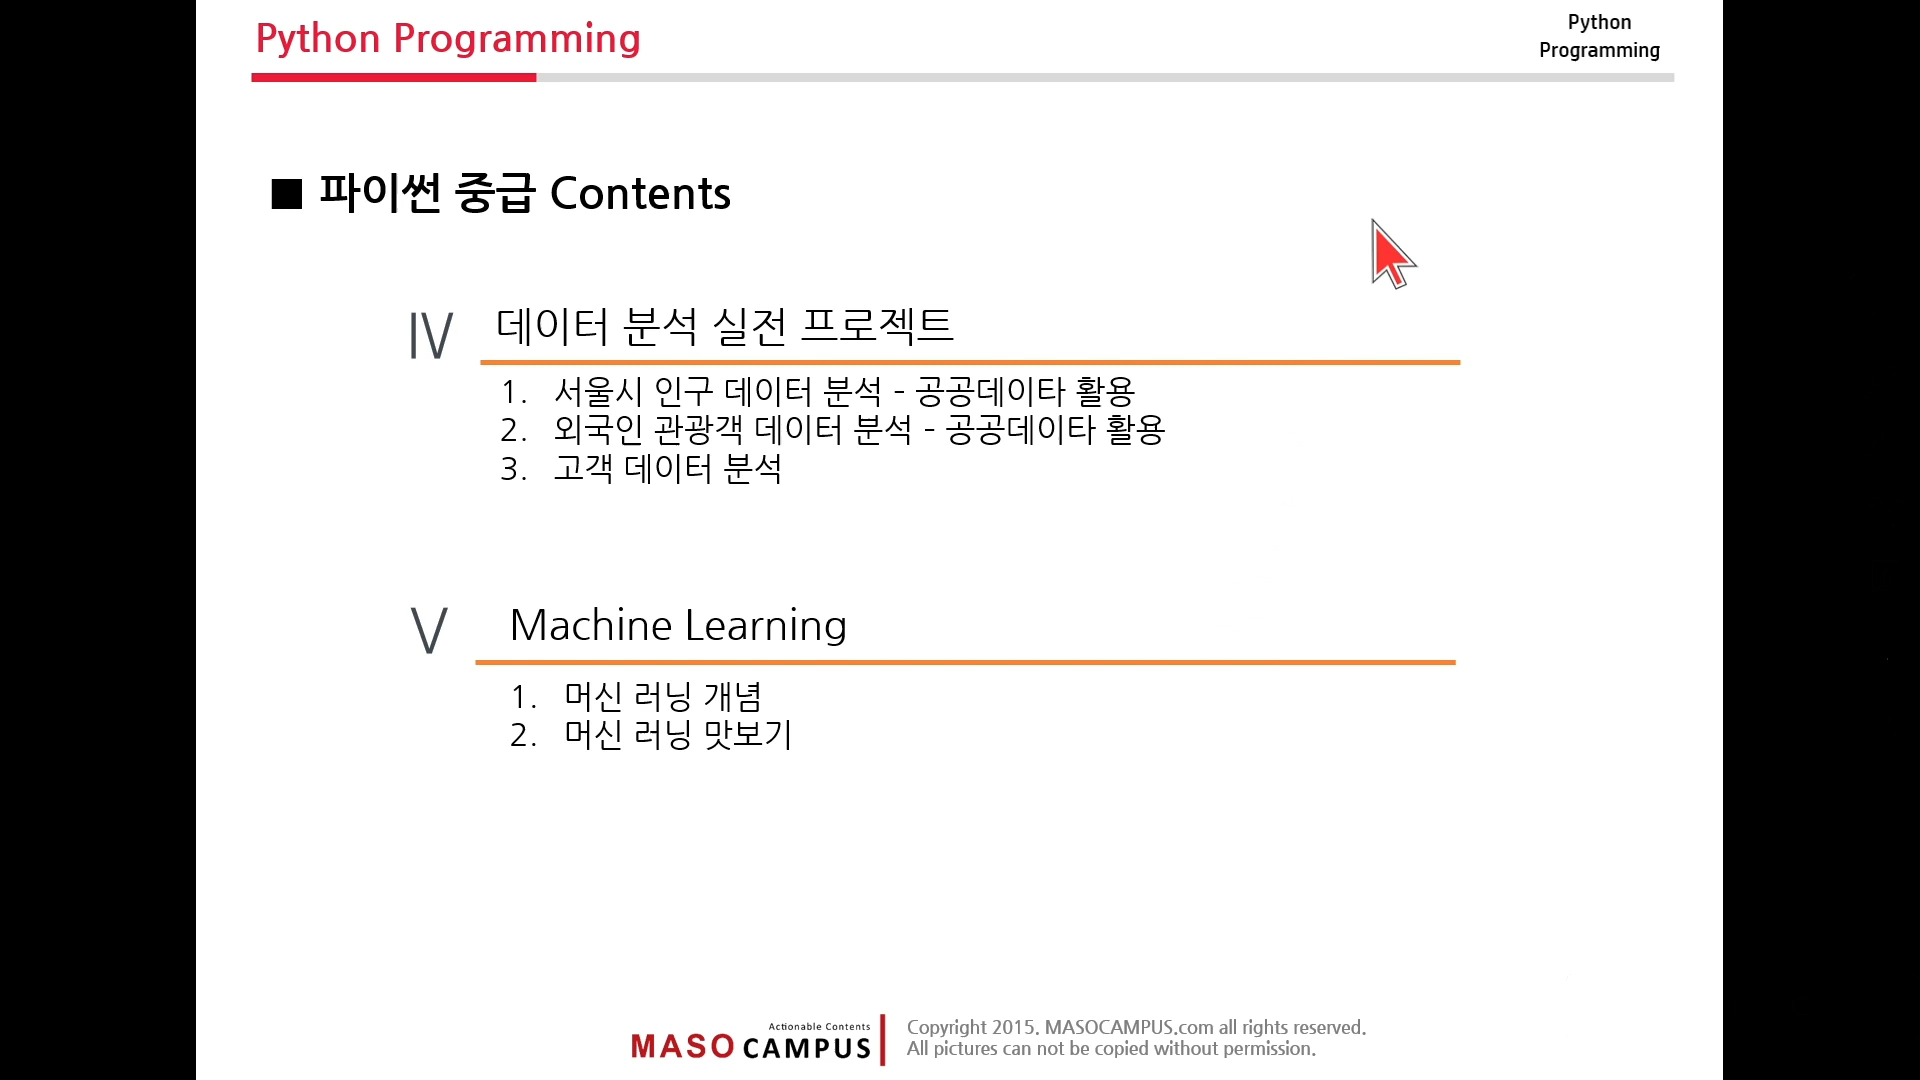 Python Programming
Python
Programming
■ 파이썬 중급 Contents
Ⅳ 데이터 분석 실전 프로젝트
1. 서울시 인구 데이터 분석 - 공공데이타 활용
2. 외국인 관광객 데이터 분석 - 공공데이타 활용
3. 고객 데이터 분석
Ⅴ Machine Learning
1. 머신 러닝 개념
2. 머신 러닝 맛보기
Actionable Contents
MASO CAMPUS
Copyright 2015. MASOCAMPUS.com all rights reserved.
All pictures can not be copied without permission.